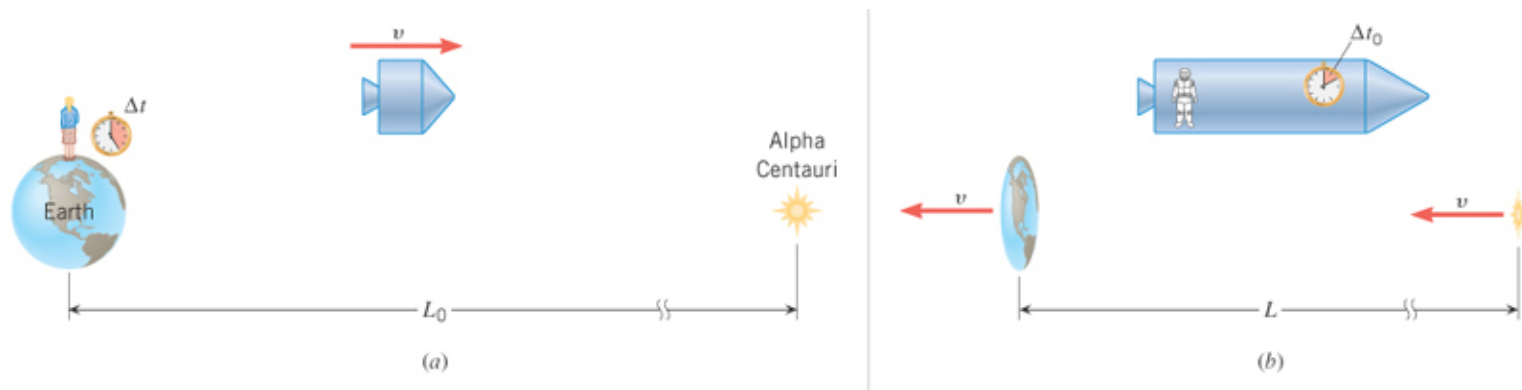 v
Δt
Earth
Alpha
Centauri
L₀
(a)
Δt₀
v
v
L
(b)